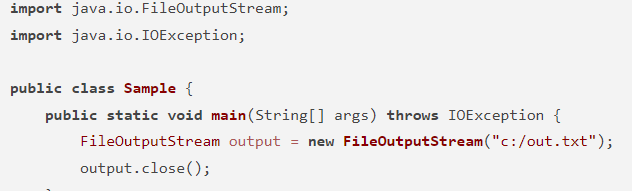 import java.io.FileOutputStream;
import java.io.IOException;
public class Sample {
public static void main(String[] args) throws IOException {
FileOutputStream output = new FileOutputStream("c:/out.txt");
output.close();